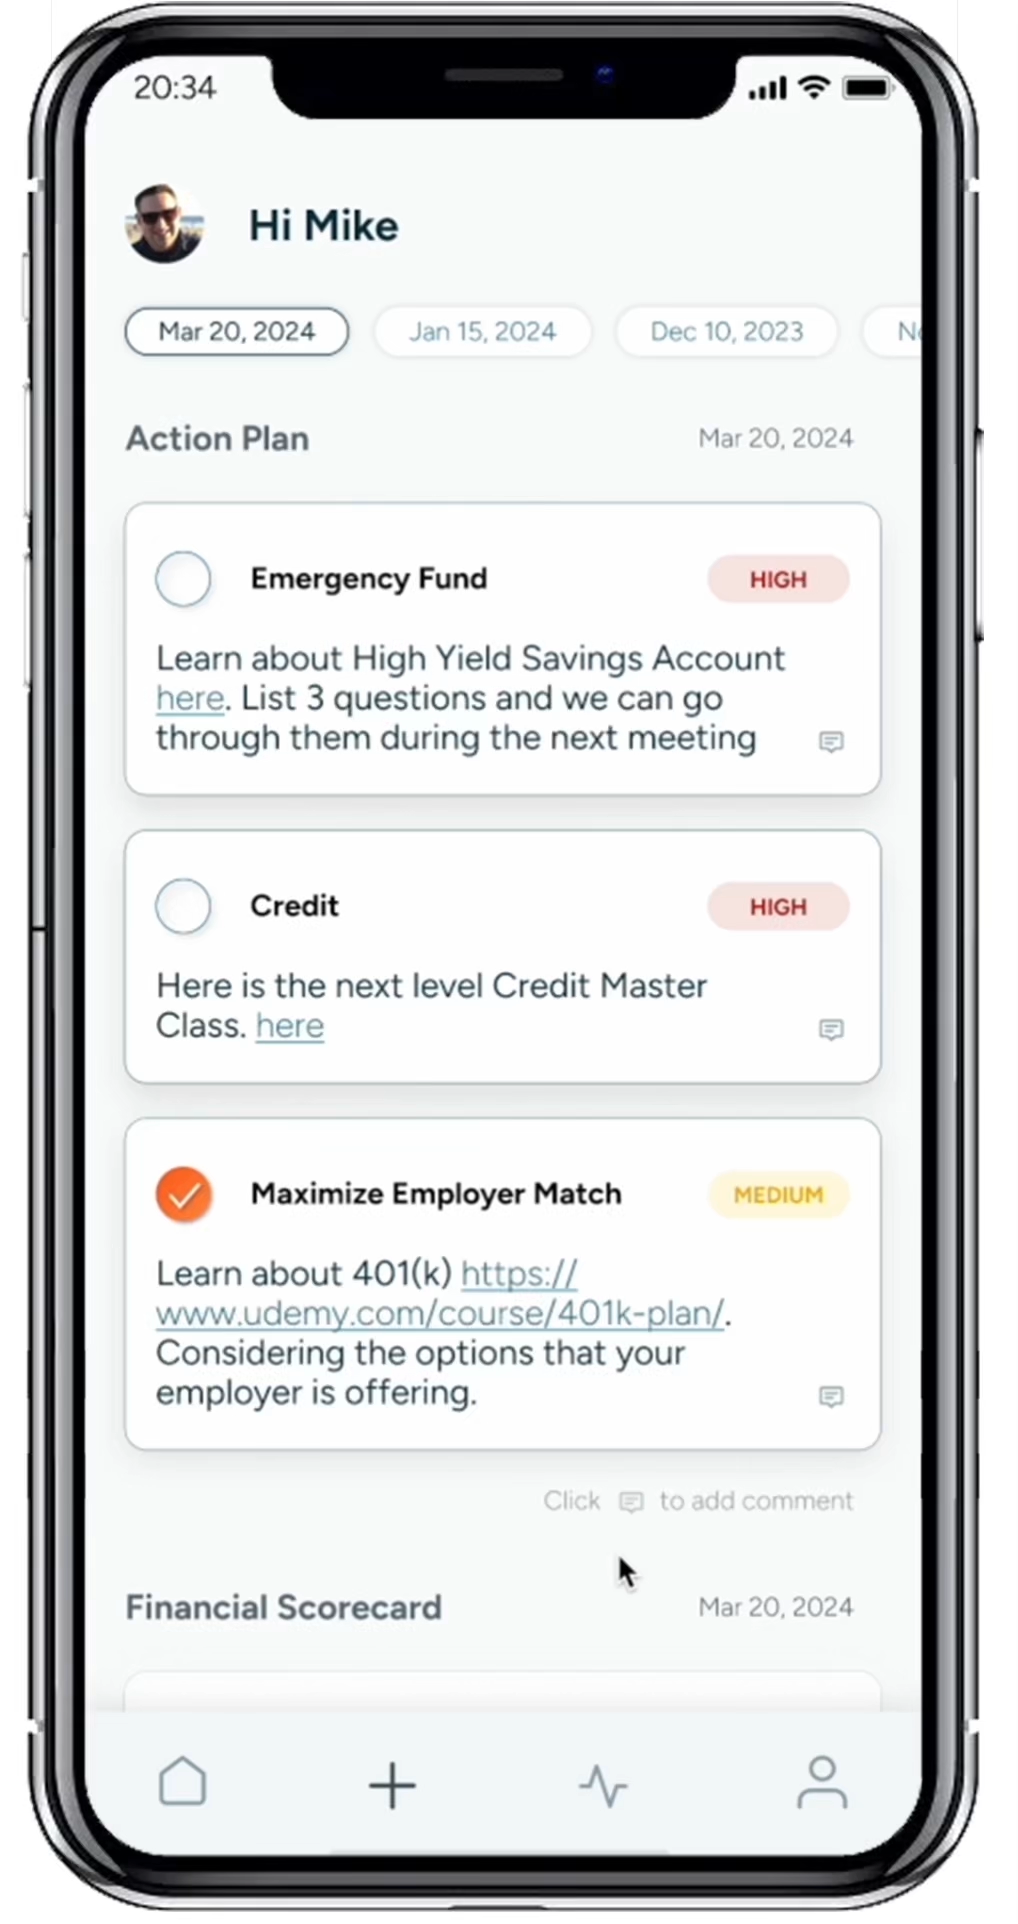 20:34
Hi Mike
Mar 20, 2024
Jan 15, 2024
Dec 10, 2023
Action Plan
Mar 20, 2024
Emergency Fund
HIGH
Learn about High Yield Savings Account
here. List 3 questions and we can go
through them during the next meeting
Credit
HIGH
Here is the next level Credit Master
Class. here
Maximize Employer Match
MEDIUM
Learn about 401(k) https://
www.udemy.com/course/401k-plan/.
Considering the options that your
employer is offering.
Click to add comment
Financial Scorecard
Mar 20, 2024